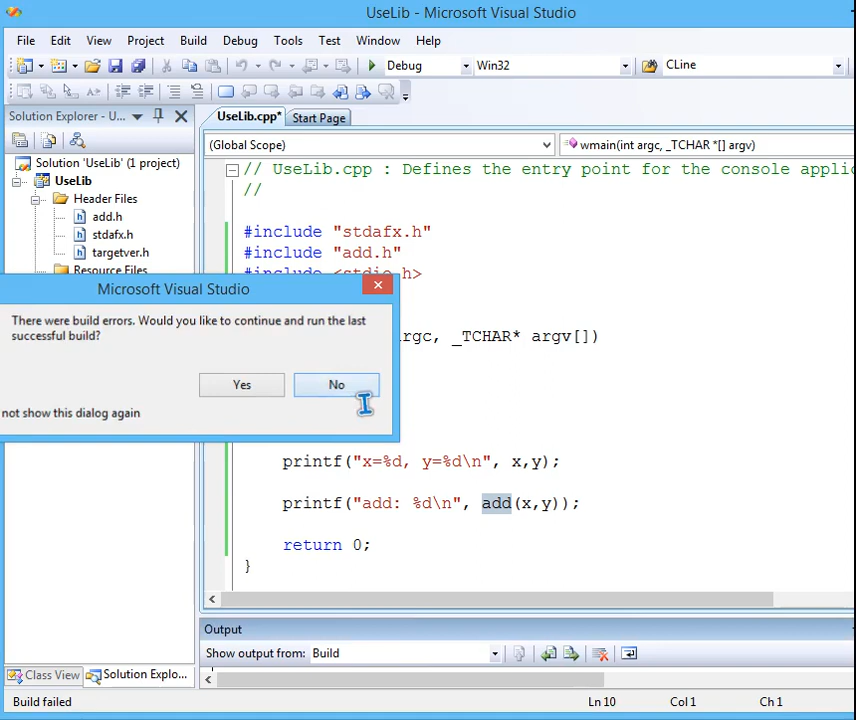 UseLib - Microsoft Visual Studio
File Edit View Project Build Debug Tools Test Window Help
Debug Win32 CLine
Solution Explorer - U...
UseLib.cpp* Start Page
(Global Scope) wmain(int argc, _TCHAR *[] argv)
Solution 'UseLib' (1 project)
UseLib
Header Files
add.h
stdafx.h
targetver.h
Resource Files
// UseLib.cpp : Defines the entry point for the console applic
//
#include "stdafx.h"
#include "add.h"
#include <stdio.h>
Microsoft Visual Studio
There were build errors. Would you like to continue and run the last
successful build?
Yes No
not show this dialog again
rgc, _TCHAR* argv[])
printf("x=%d, y=%d\n", x,y);
printf("add: %d\n", add(x,y));
return 0;
}
Output
Show output from: Build
Class View Solution Explo...
Build failed Ln 10 Col 1 Ch 1